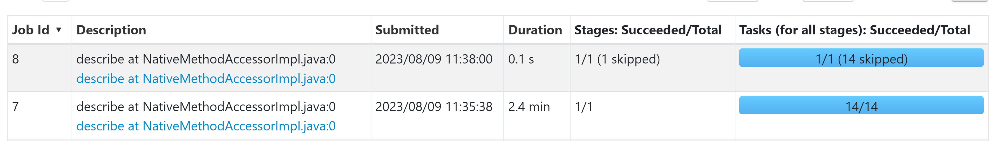 Job Id ▼ Description Submitted Duration Stages: Succeeded/Total Tasks (for all stages): Succeeded/Total
8 describe at NativeMethodAccessorImpl.java:0 2023/08/09 11:38:00 0.1 s 1/1 (1 skipped) 1/1 (14 skipped)
describe at NativeMethodAccessorImpl.java:0
7 describe at NativeMethodAccessorImpl.java:0 2023/08/09 11:35:38 2.4 min 1/1 14/14
describe at NativeMethodAccessorImpl.java:0